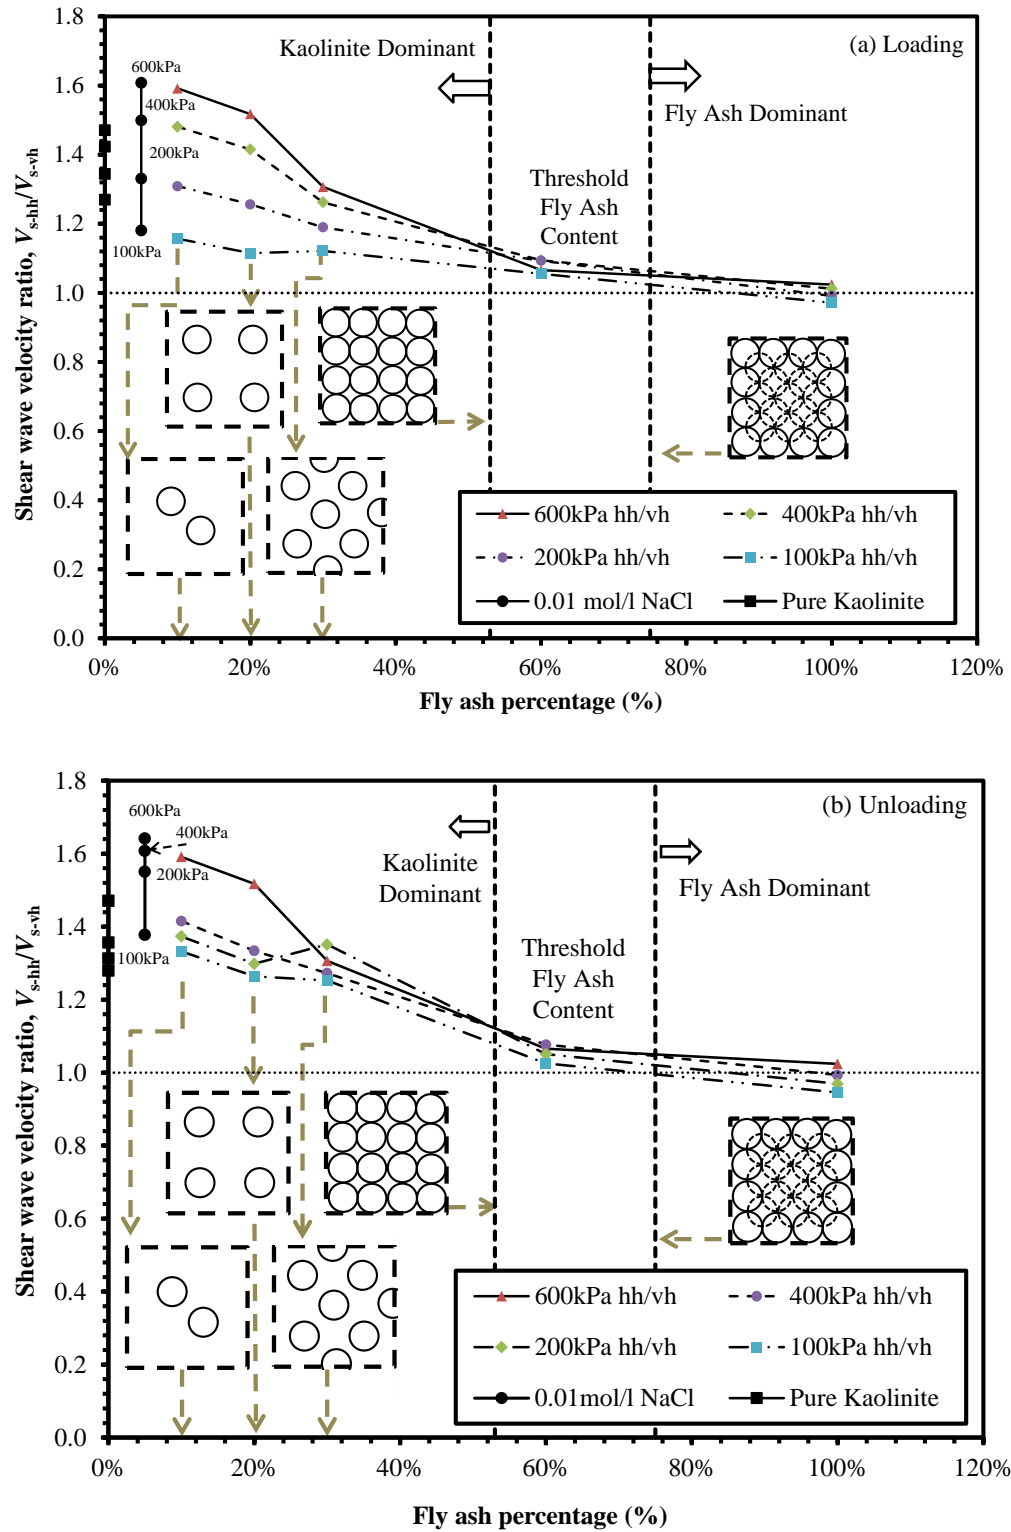 (a) Loading
Kaolinite Dominant
Fly Ash Dominant
Threshold
Fly Ash
Content
600kPa
400kPa
200kPa
100kPa
1.8
1.6
1.4
1.2
1.0
0.8
0.6
0.4
0.2
0.0
Shear wave velocity ratio, Vs-hh/Vs-vh
600kPa hh/vh
400kPa hh/vh
200kPa hh/vh
100kPa hh/vh
0.01 mol/l NaCl
Pure Kaolinite
0% 20% 40% 60% 80% 100% 120%
Fly ash percentage (%)
(b) Unloading
Kaolinite
Dominant
Fly Ash Dominant
Threshold
Fly Ash
Content
600kPa
400kPa
200kPa
100kPa
1.8
1.6
1.4
1.2
1.0
0.8
0.6
0.4
0.2
0.0
Shear wave velocity ratio, Vs-hh/Vs-vh
600kPa hh/vh
400kPa hh/vh
200kPa hh/vh
100kPa hh/vh
0.01mol/l NaCl
Pure Kaolinite
0% 20% 40% 60% 80% 100% 120%
Fly ash percentage (%)